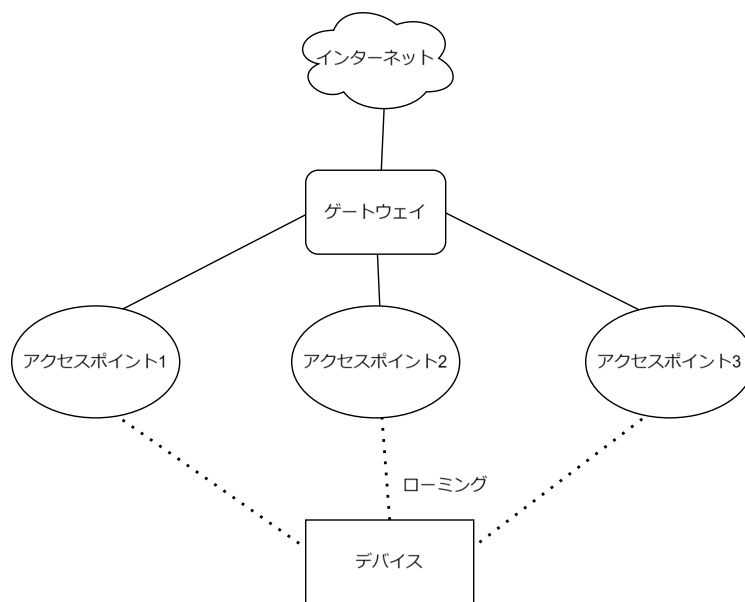 インターネット
ゲートウェイ
アクセスポイント1
アクセスポイント2
アクセスポイント3
ローミング
デバイス